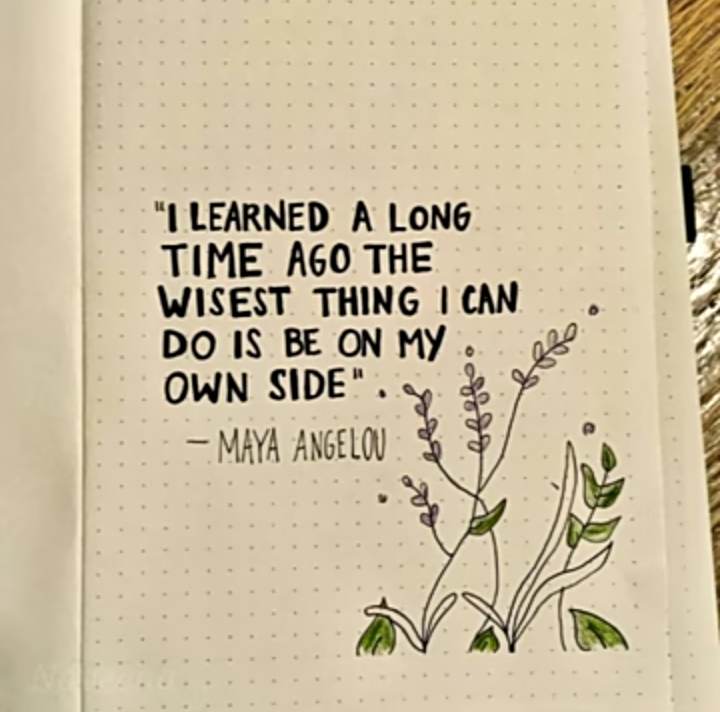 "I LEARNED A LONG
TIME AGO THE
WISEST THING I CAN
DO IS BE ON MY
OWN SIDE".
— MAYA ANGELOU